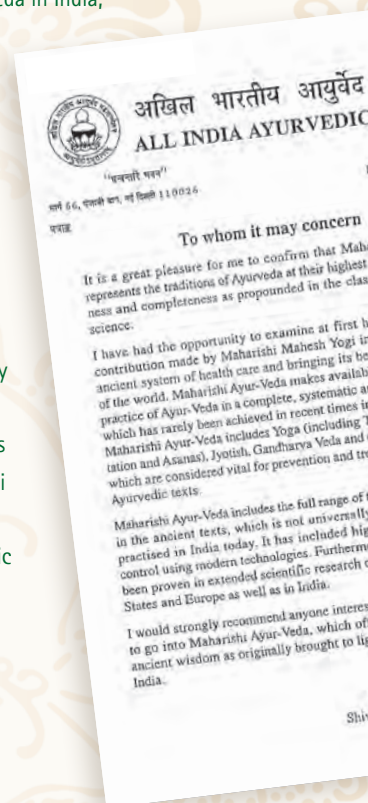 da in India,
अखिल भारतीय आयुर्वेद
ALL INDIA AYURVEDIC
"धन्वन्तरि भवन"
मार्ग 66, पंजाबी बाग, नई दिल्ली 110026
पत्रांक
To whom it may concern
It is a great pleasure for me to confirm that Maha
represents the traditions of Ayurveda at their highest
ness and completeness as propounded in the clas
science.
I have had the opportunity to examine at first h
contribution made by Maharishi Mahesh Yogi in
ancient system of health care and bringing its be
of the world. Maharishi Ayur-Veda makes availab
practice of Ayur-Veda in a complete, systematic a
which has rarely been achieved in recent times i
Maharishi Ayur-Veda includes Yoga (including T
tation and Asanas), Jyotish, Gandharva Veda and
which are considered vital for prevention and tr
Ayurvedic texts.
Maharishi Ayur-Veda includes the full range of
in the ancient texts, which is not universally
practised in India today. It has included hig
control using modern technologies. Furtherm
been proven in extended scientific research
States and Europe as well as in India.
I would strongly recommend anyone interes
to go into Maharishi Ayur-Veda, which of
ancient wisdom as originally brought to lig
India.
Shi
y
s
i
ic